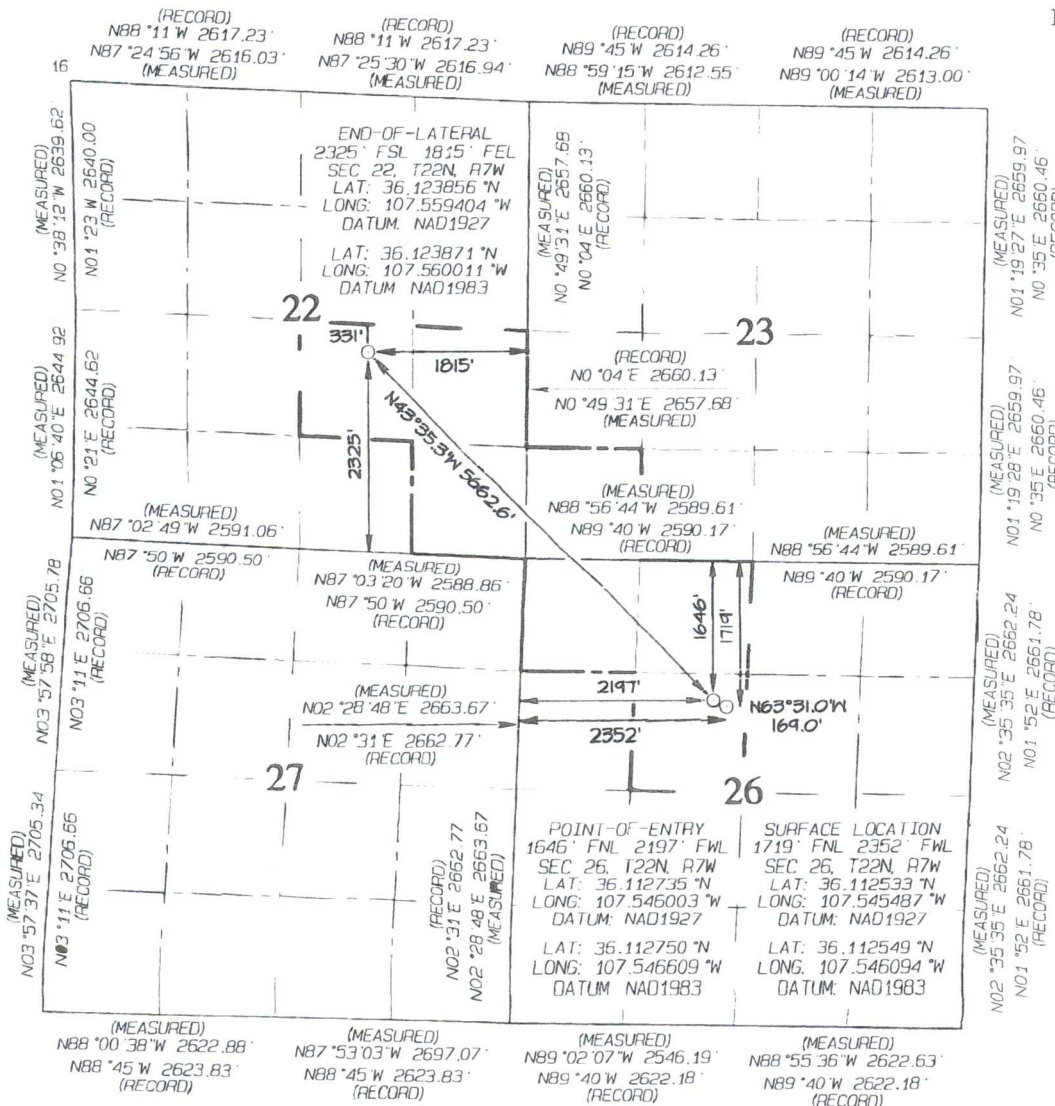 (RECORD)
N88°11'W 2617.23'
N87°24'56"W 2616.03'
(MEASURED)
(RECORD)
N88°11'W 2617.23'
N87°25'30"W 2616.94'
(MEASURED)
(RECORD)
N89°45'W 2614.26'
N88°59'15"W 2612.55'
(MEASURED)
(RECORD)
N89°45'W 2614.26'
N89°00'14"W 2613.00'
(MEASURED)
16
(MEASURED)
N0°38'12"W 2639.62'
N01°23'W 2640.00
(RECORD)
END-OF-LATERAL
2325' FSL 1815' FEL
SEC 22, T22N, R7W
LAT: 36.123856 °N
LONG: 107.559404 °W
DATUM: NAD1927
LAT: 36.123871 °N
LONG: 107.560011 °W
DATUM NAD1983
(MEASURED)
N0°49'31"E 2657.68
N0°04'E 2660.13'
(RECORD)
(MEASURED)
N01°19'27"E 2659.97
N0°35'E 2660.46'
22
23
331'
1815'
2325'
N43°35.3'W 5662.6'
(RECORD)
N0°04'E 2660.13'
N0°49'31"E 2657.68
(MEASURED)
(MEASURED)
N01°06'40"E 2644.92
N0°21'E 2644.62
(RECORD)
(MEASURED)
N01°19'28"E 2659.97
N0°35'E 2660.46'
(MEASURED)
N87°02'49"W 2591.06'
N87°50'W 2590.50'
(RECORD)
(MEASURED)
N87°03'20"W 2588.86'
N87°50'W 2590.50'
(RECORD)
(MEASURED)
N88°56'44"W 2589.61'
N89°40'W 2590.17'
(RECORD)
(MEASURED)
N88°56'44"W 2589.61'
N89°40'W 2590.17'
(RECORD)
(MEASURED)
N03°57'58"E 2705.78
N03°11'E 2706.66
(RECORD)
1646'
1719'
2197'
2352'
N63°31.0'W
169.0'
(MEASURED)
N02°28'48"E 2663.67'
N02°31'E 2662.77'
(RECORD)
(MEASURED)
N02°35'35"E 2662.24
N01°52'E 2661.78'
(RECORD)
27
26
(MEASURED)
N03°57'37"E 2705.34
N03°11'E 2706.66
(RECORD)
(RECORD)
N02°31'E 2662.77
N02°28'48"E 2663.67
(MEASURED)
POINT-OF-ENTRY
1646' FNL 2197' FWL
SEC 26, T22N, R7W
LAT: 36.112735 °N
LONG: 107.546003 °W
DATUM: NAD1927
LAT: 36.112750 °N
LONG: 107.546609 °W
DATUM NAD1983
SURFACE LOCATION
1719' FNL 2352' FWL
SEC 26, T22N, R7W
LAT: 36.112533 °N
LONG: 107.545487 °W
DATUM: NAD1927
LAT: 36.112549 °N
LONG: 107.546094 °W
DATUM: NAD1983
(MEASURED)
N02°35'35"E 2662.24
N01°52'E 2661.78'
(RECORD)
(MEASURED)
N88°00'38"W 2622.88'
N88°45'W 2623.83'
(RECORD)
(MEASURED)
N87°53'03"W 2697.07'
N88°45'W 2623.83'
(RECORD)
(MEASURED)
N89°02'07"W 2546.19'
N89°40'W 2622.18'
(RECORD)
(MEASURED)
N88°55'36"W 2622.63'
N89°40'W 2622.18'
(RECORD)